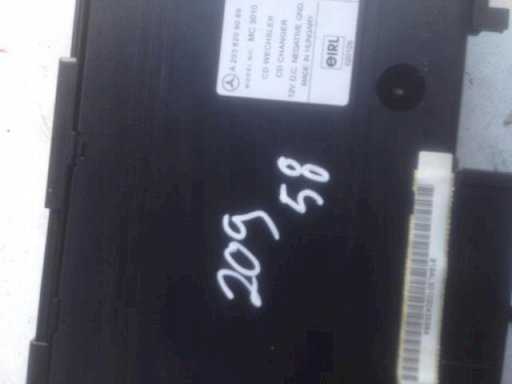 A 203 820 90 89
MODEL NO. MC 3010
CD WECHSLER
CD CHANGER
12V D.C. NEGATIVE GND.
MADE IN HUNGARY
eIRL
209
58